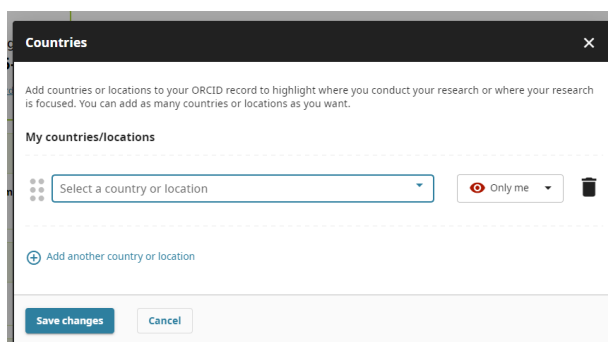 Countries
Add countries or locations to your ORCID record to highlight where you conduct your research or where your research
is focused. You can add as many countries or locations as you want.
My countries/locations
Select a country or location
Only me
Add another country or location
Save changes
Cancel